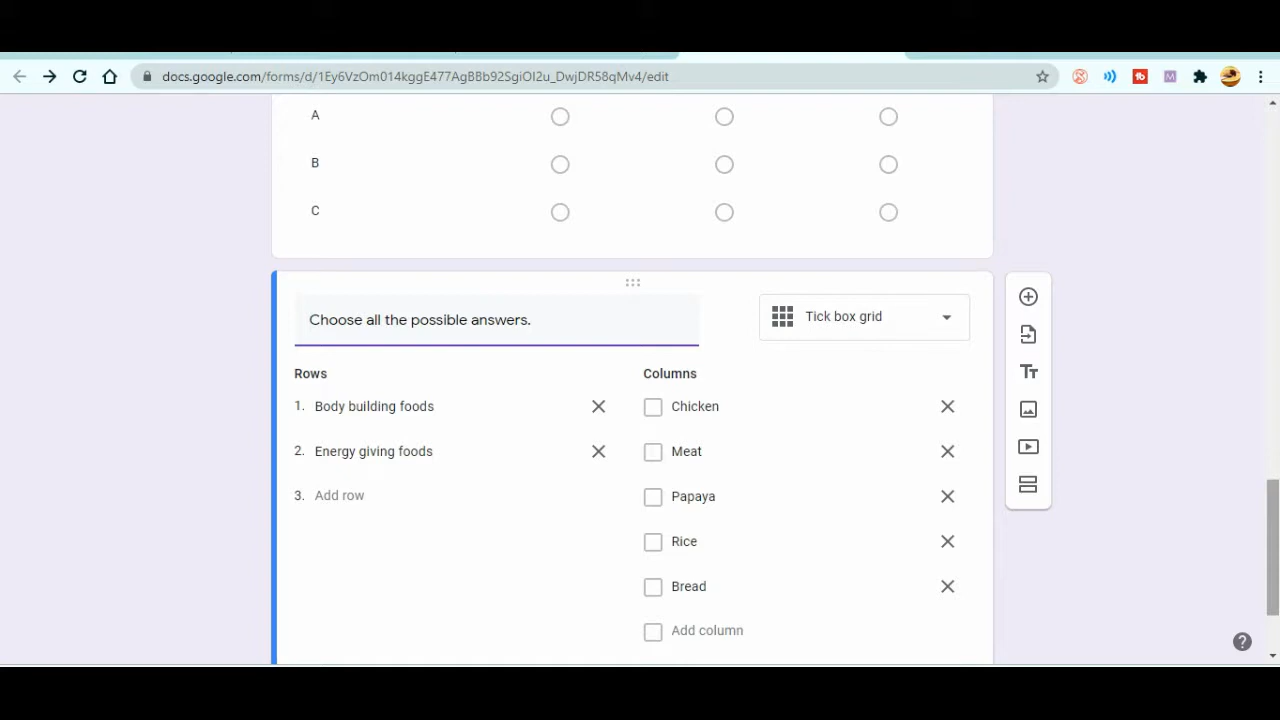 docs.google.com/forms/d/1Ey6VzOm014kggE477AgBBb92SgiOI2u_DwjDR58qMv4/edit
A
B
C
Choose all the possible answers.
Tick box grid
Rows
Columns
1. Body building foods
Chicken
2. Energy giving foods
Meat
3. Add row
Papaya
Rice
Bread
Add column